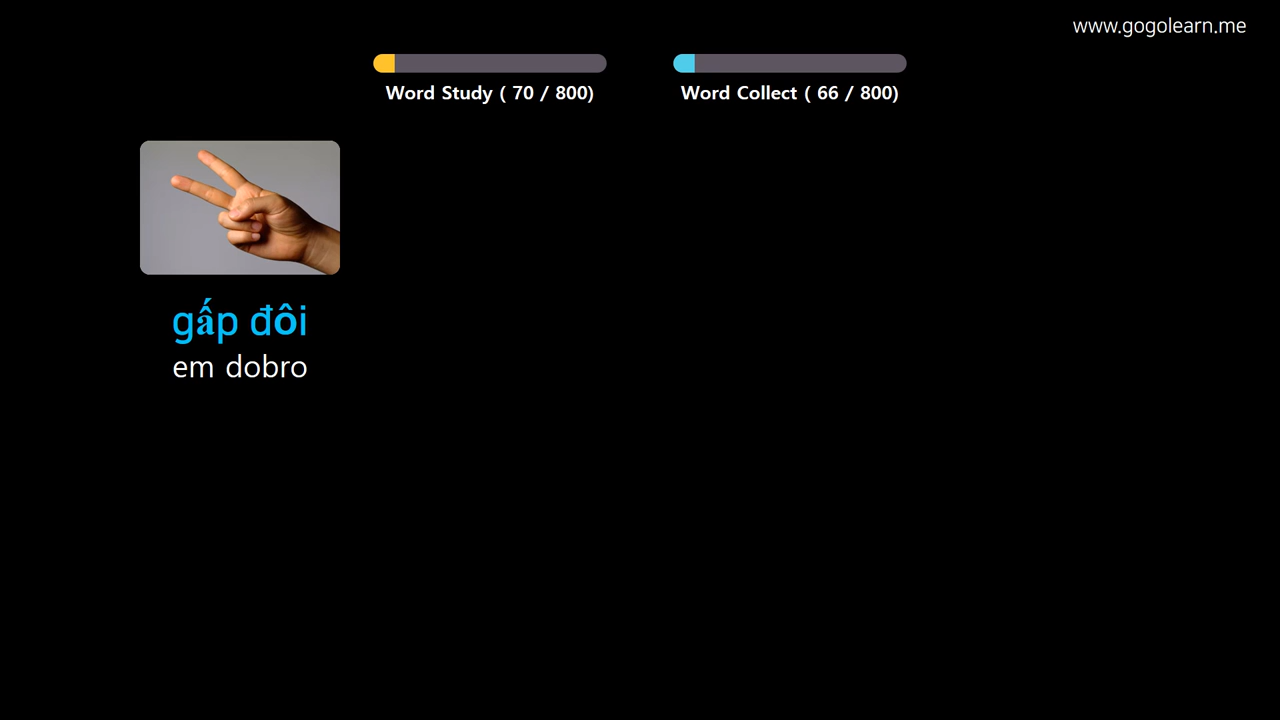 www.gogolearn.me
Word Study ( 70 / 800)
Word Collect ( 66 / 800)
gấp đôi
em dobro